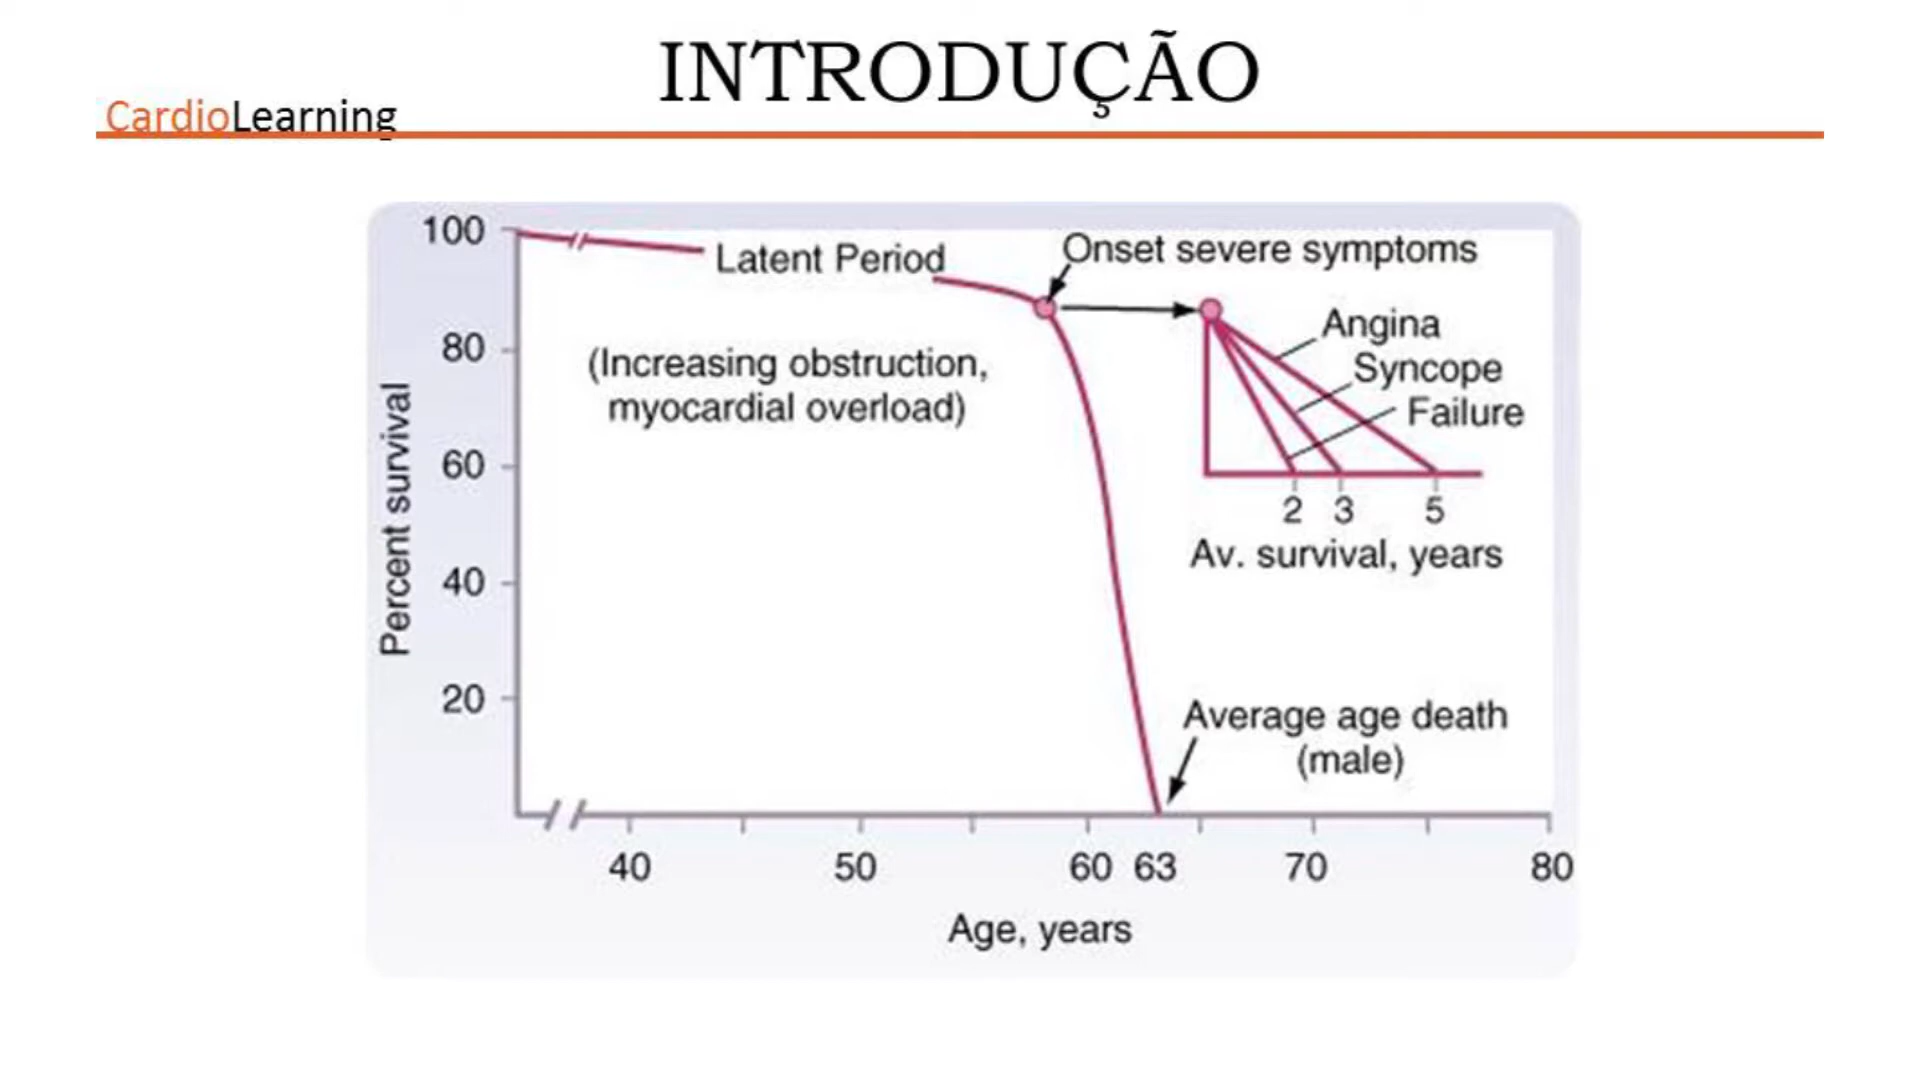 INTRODUÇÃO
CardioLearning
Percent survival
100
80
60
40
20
Latent Period
(Increasing obstruction,
myocardial overload)
Onset severe symptoms
Angina
Syncope
Failure
2 3 5
Av. survival, years
Average age death
(male)
40 50 60 63 70 80
Age, years